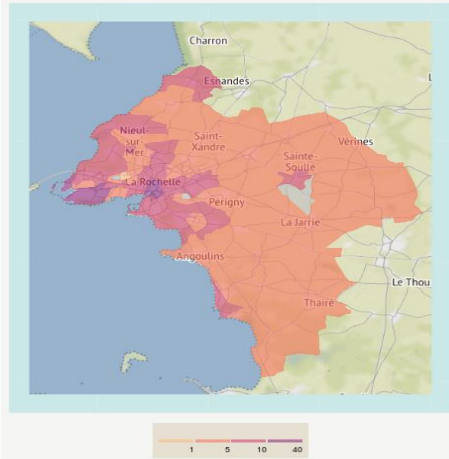 Charron
Esnandes
L
Nieul-
sur-
Mer
Saint-
Xandre
Vérines
Sainte-
Soulle
La Rochelle
Périgny
La Jarrie
Angoulins
Le Thou
Thairé
1 5 10 40